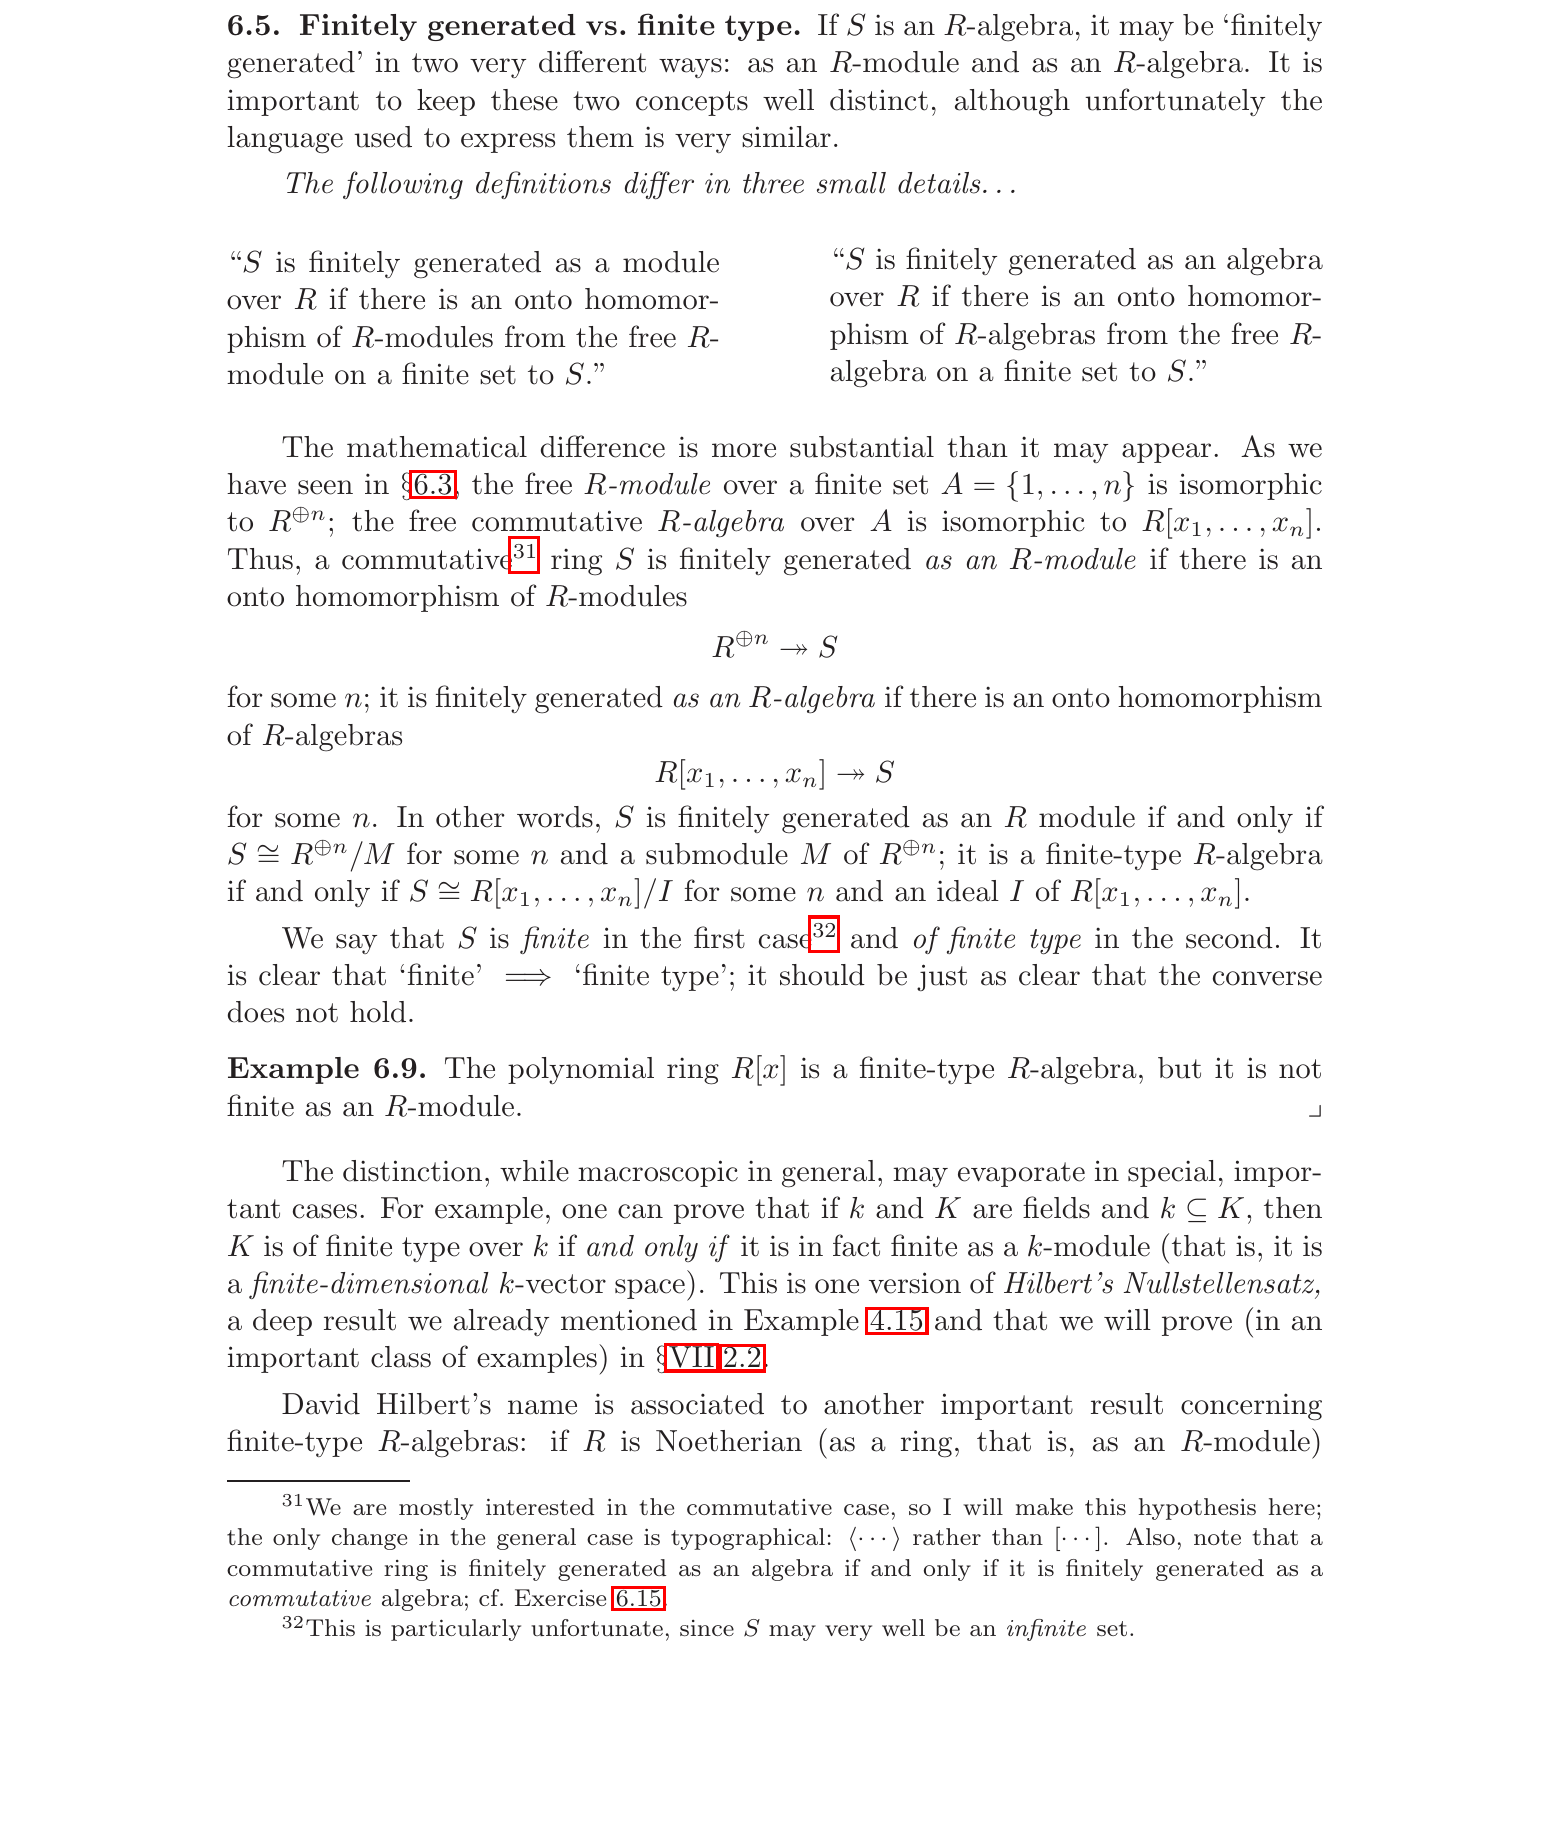 6.5. Finitely generated vs. finite type. If S is an R-algebra, it may be ‘finitely
generated’ in two very different ways: as an R-module and as an R-algebra. It is
important to keep these two concepts well distinct, although unfortunately the
language used to express them is very similar.
The following definitions differ in three small details…
“S is finitely generated as a module
over R if there is an onto homomor-
phism of R-modules from the free R-
module on a finite set to S.”
“S is finitely generated as an algebra
over R if there is an onto homomor-
phism of R-algebras from the free R-
algebra on a finite set to S.”
The mathematical difference is more substantial than it may appear. As we
have seen in §6.3, the free R-module over a finite set A = {1, . . . , n} is isomorphic
to R^{⊕n}; the free commutative R-algebra over A is isomorphic to R[x₁, . . . , xₙ].
Thus, a commutative³¹ ring S is finitely generated as an R-module if there is an
onto homomorphism of R-modules
R^{⊕n} ↠ S
for some n; it is finitely generated as an R-algebra if there is an onto homomorphism
of R-algebras
R[x₁, . . . , xₙ] ↠ S
for some n. In other words, S is finitely generated as an R module if and only if
S ≅ R^{⊕n}/M for some n and a submodule M of R^{⊕n}; it is a finite-type R-algebra
if and only if S ≅ R[x₁, . . . , xₙ]/I for some n and an ideal I of R[x₁, . . . , xₙ].
We say that S is finite in the first case³² and of finite type in the second. It
is clear that ‘finite’ ⟹ ‘finite type’; it should be just as clear that the converse
does not hold.
Example 6.9. The polynomial ring R[x] is a finite-type R-algebra, but it is not
finite as an R-module. ⌟
The distinction, while macroscopic in general, may evaporate in special, impor-
tant cases. For example, one can prove that if k and K are fields and k ⊆ K, then
K is of finite type over k if and only if it is in fact finite as a k-module (that is, it is
a finite-dimensional k-vector space). This is one version of Hilbert’s Nullstellensatz,
a deep result we already mentioned in Example 4.15 and that we will prove (in an
important class of examples) in §VII.2.2.
David Hilbert’s name is associated to another important result concerning
finite-type R-algebras: if R is Noetherian (as a ring, that is, as an R-module)
³¹We are mostly interested in the commutative case, so I will make this hypothesis here;
the only change in the general case is typographical: ⟨· · ·⟩ rather than [· · ·]. Also, note that a
commutative ring is finitely generated as an algebra if and only if it is finitely generated as a
commutative algebra; cf. Exercise 6.15.
³²This is particularly unfortunate, since S may very well be an infinite set.